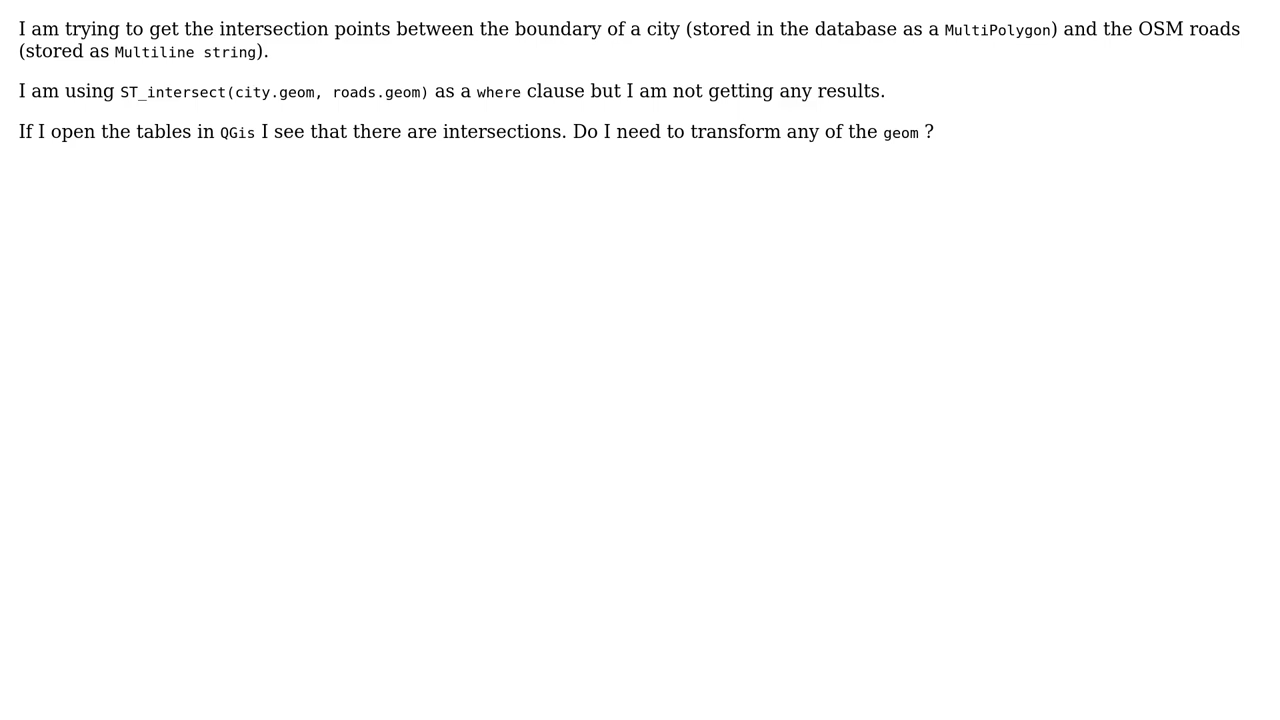 I am trying to get the intersection points between the boundary of a city (stored in the database as a MultiPolygon) and the OSM roads
(stored as Multiline string).
I am using ST_intersect(city.geom, roads.geom) as a where clause but I am not getting any results.
If I open the tables in QGis I see that there are intersections. Do I need to transform any of the geom ?